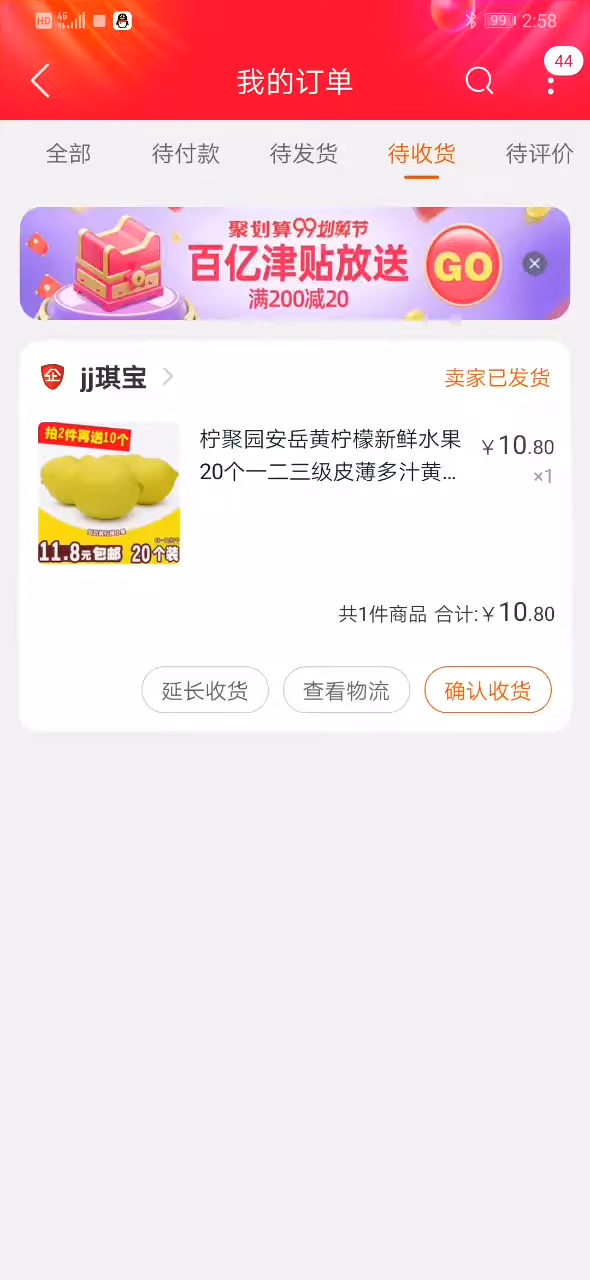 HD 4G 99 2:58
我的订单
44
全部 待付款 待发货 待收货 待评价
聚划算99划算节
百亿津贴放送
满200减20
GO
企 jj琪宝 卖家已发货
拍2件再送10个
11.8元包邮 20个装
柠聚园安岳黄柠檬新鲜水果 ¥10.80
20个一二三级皮薄多汁黄... ×1
共1件商品 合计:¥10.80
延长收货 查看物流 确认收货